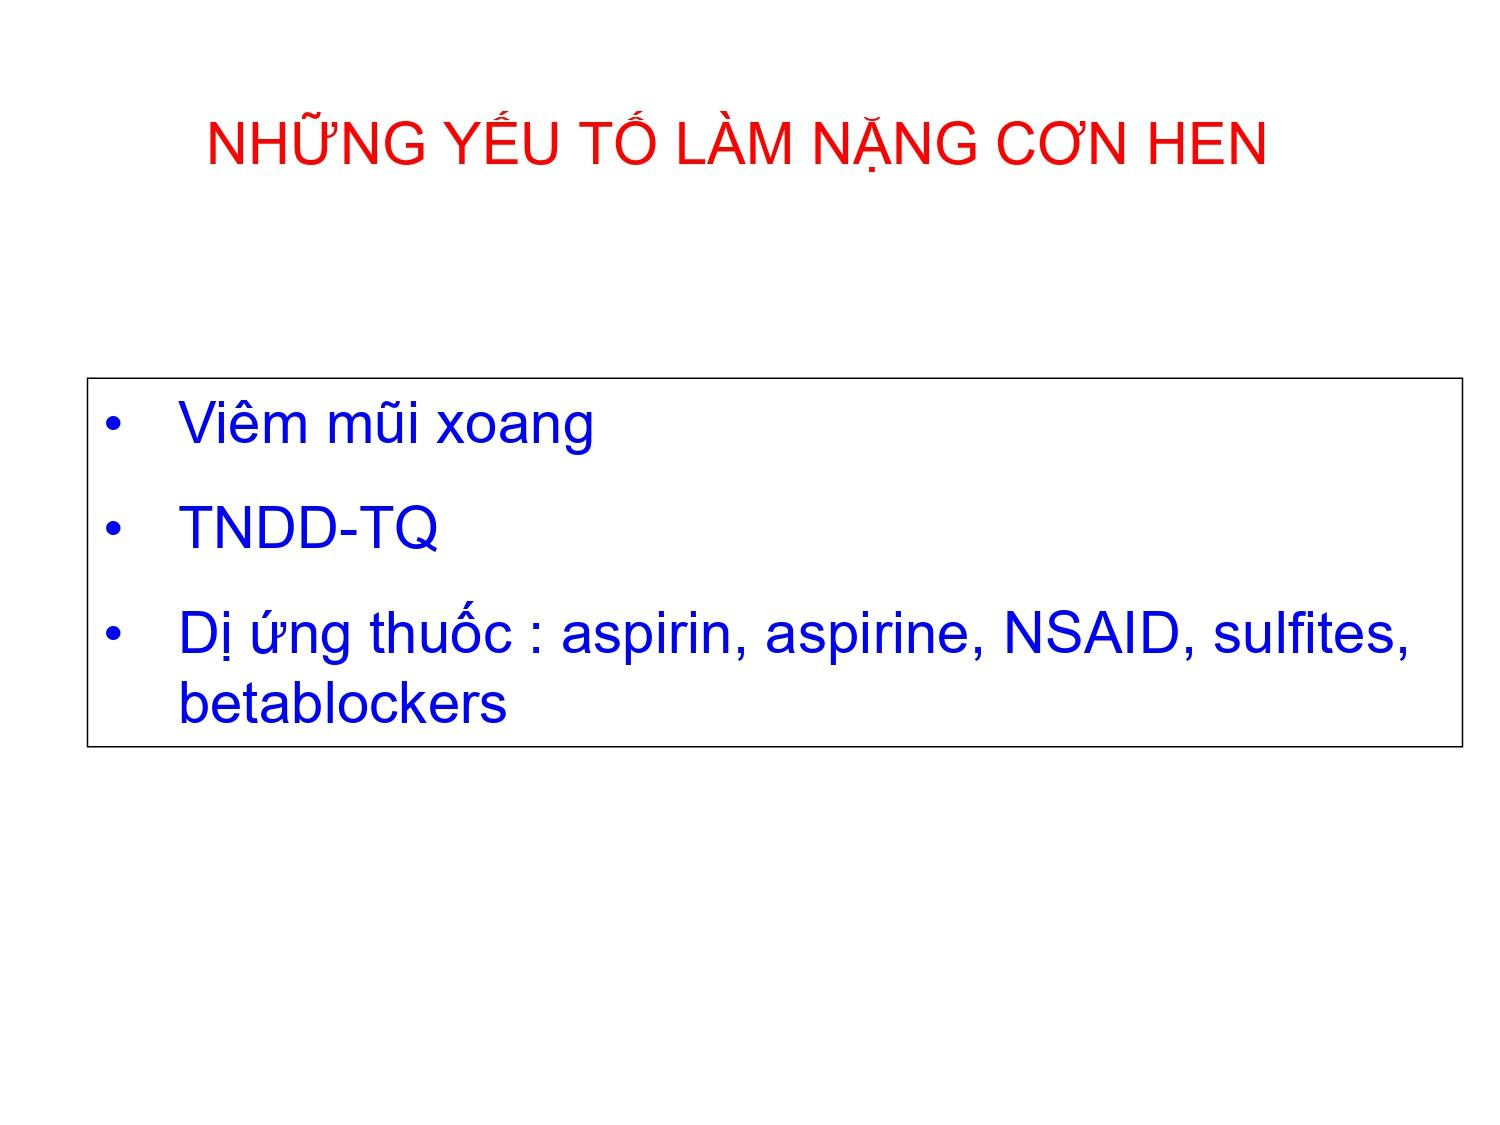 NHỮNG YẾU TỐ LÀM NẶNG CƠN HEN
• Viêm mũi xoang
• TNDD-TQ
• Dị ứng thuốc : aspirin, aspirine, NSAID, sulfites,
betablockers